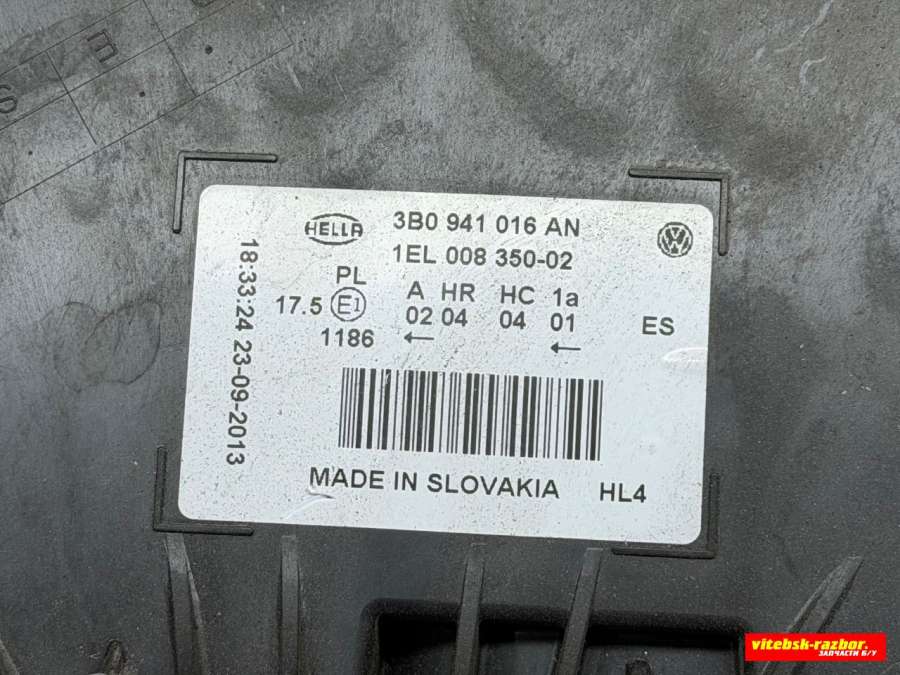 HELLA
3B0 941 016 AN
1EL 008 350-02
PL
17.5 E1
1186
A HR HC 1a
02 04 04 01
← ←
ES
18:33:24 23-09-2013
MADE IN SLOVAKIA HL4
vitebsk-razbor.
ЗАПЧАСТИ Б/У